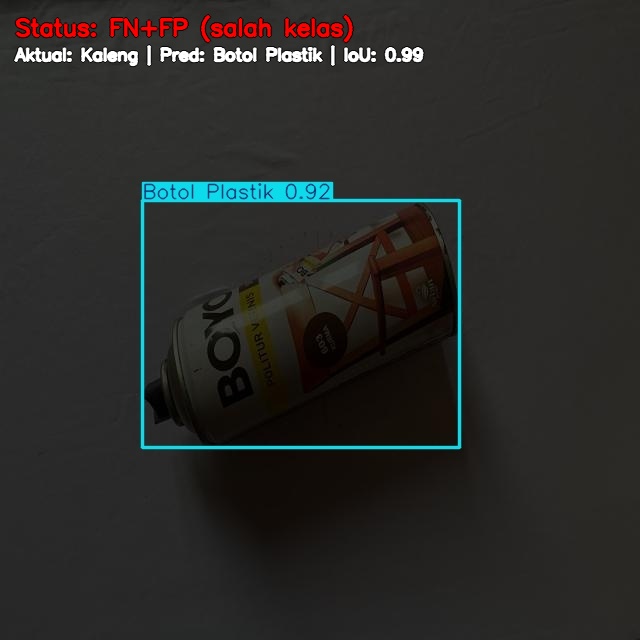 Status: FN+FP (salah kelas)
Aktual: Kaleng | Pred: Botol Plastik | IoU: 0.99
Botol Plastik 0.92
BOYO
POLITUR V
603